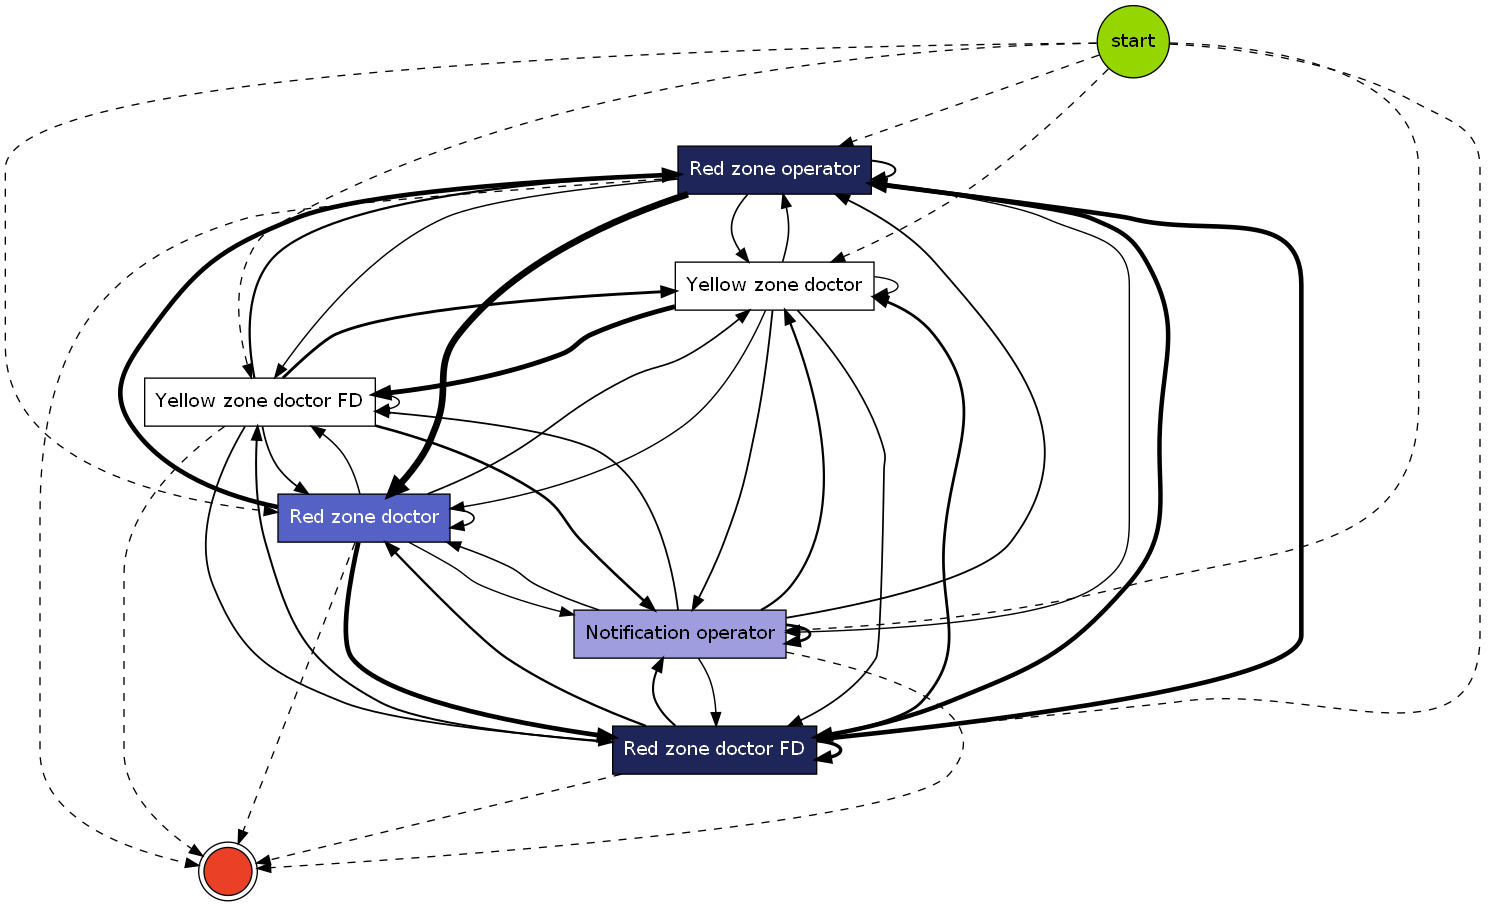 start
Red zone operator
Yellow zone doctor
Yellow zone doctor FD
Red zone doctor
Notification operator
Red zone doctor FD